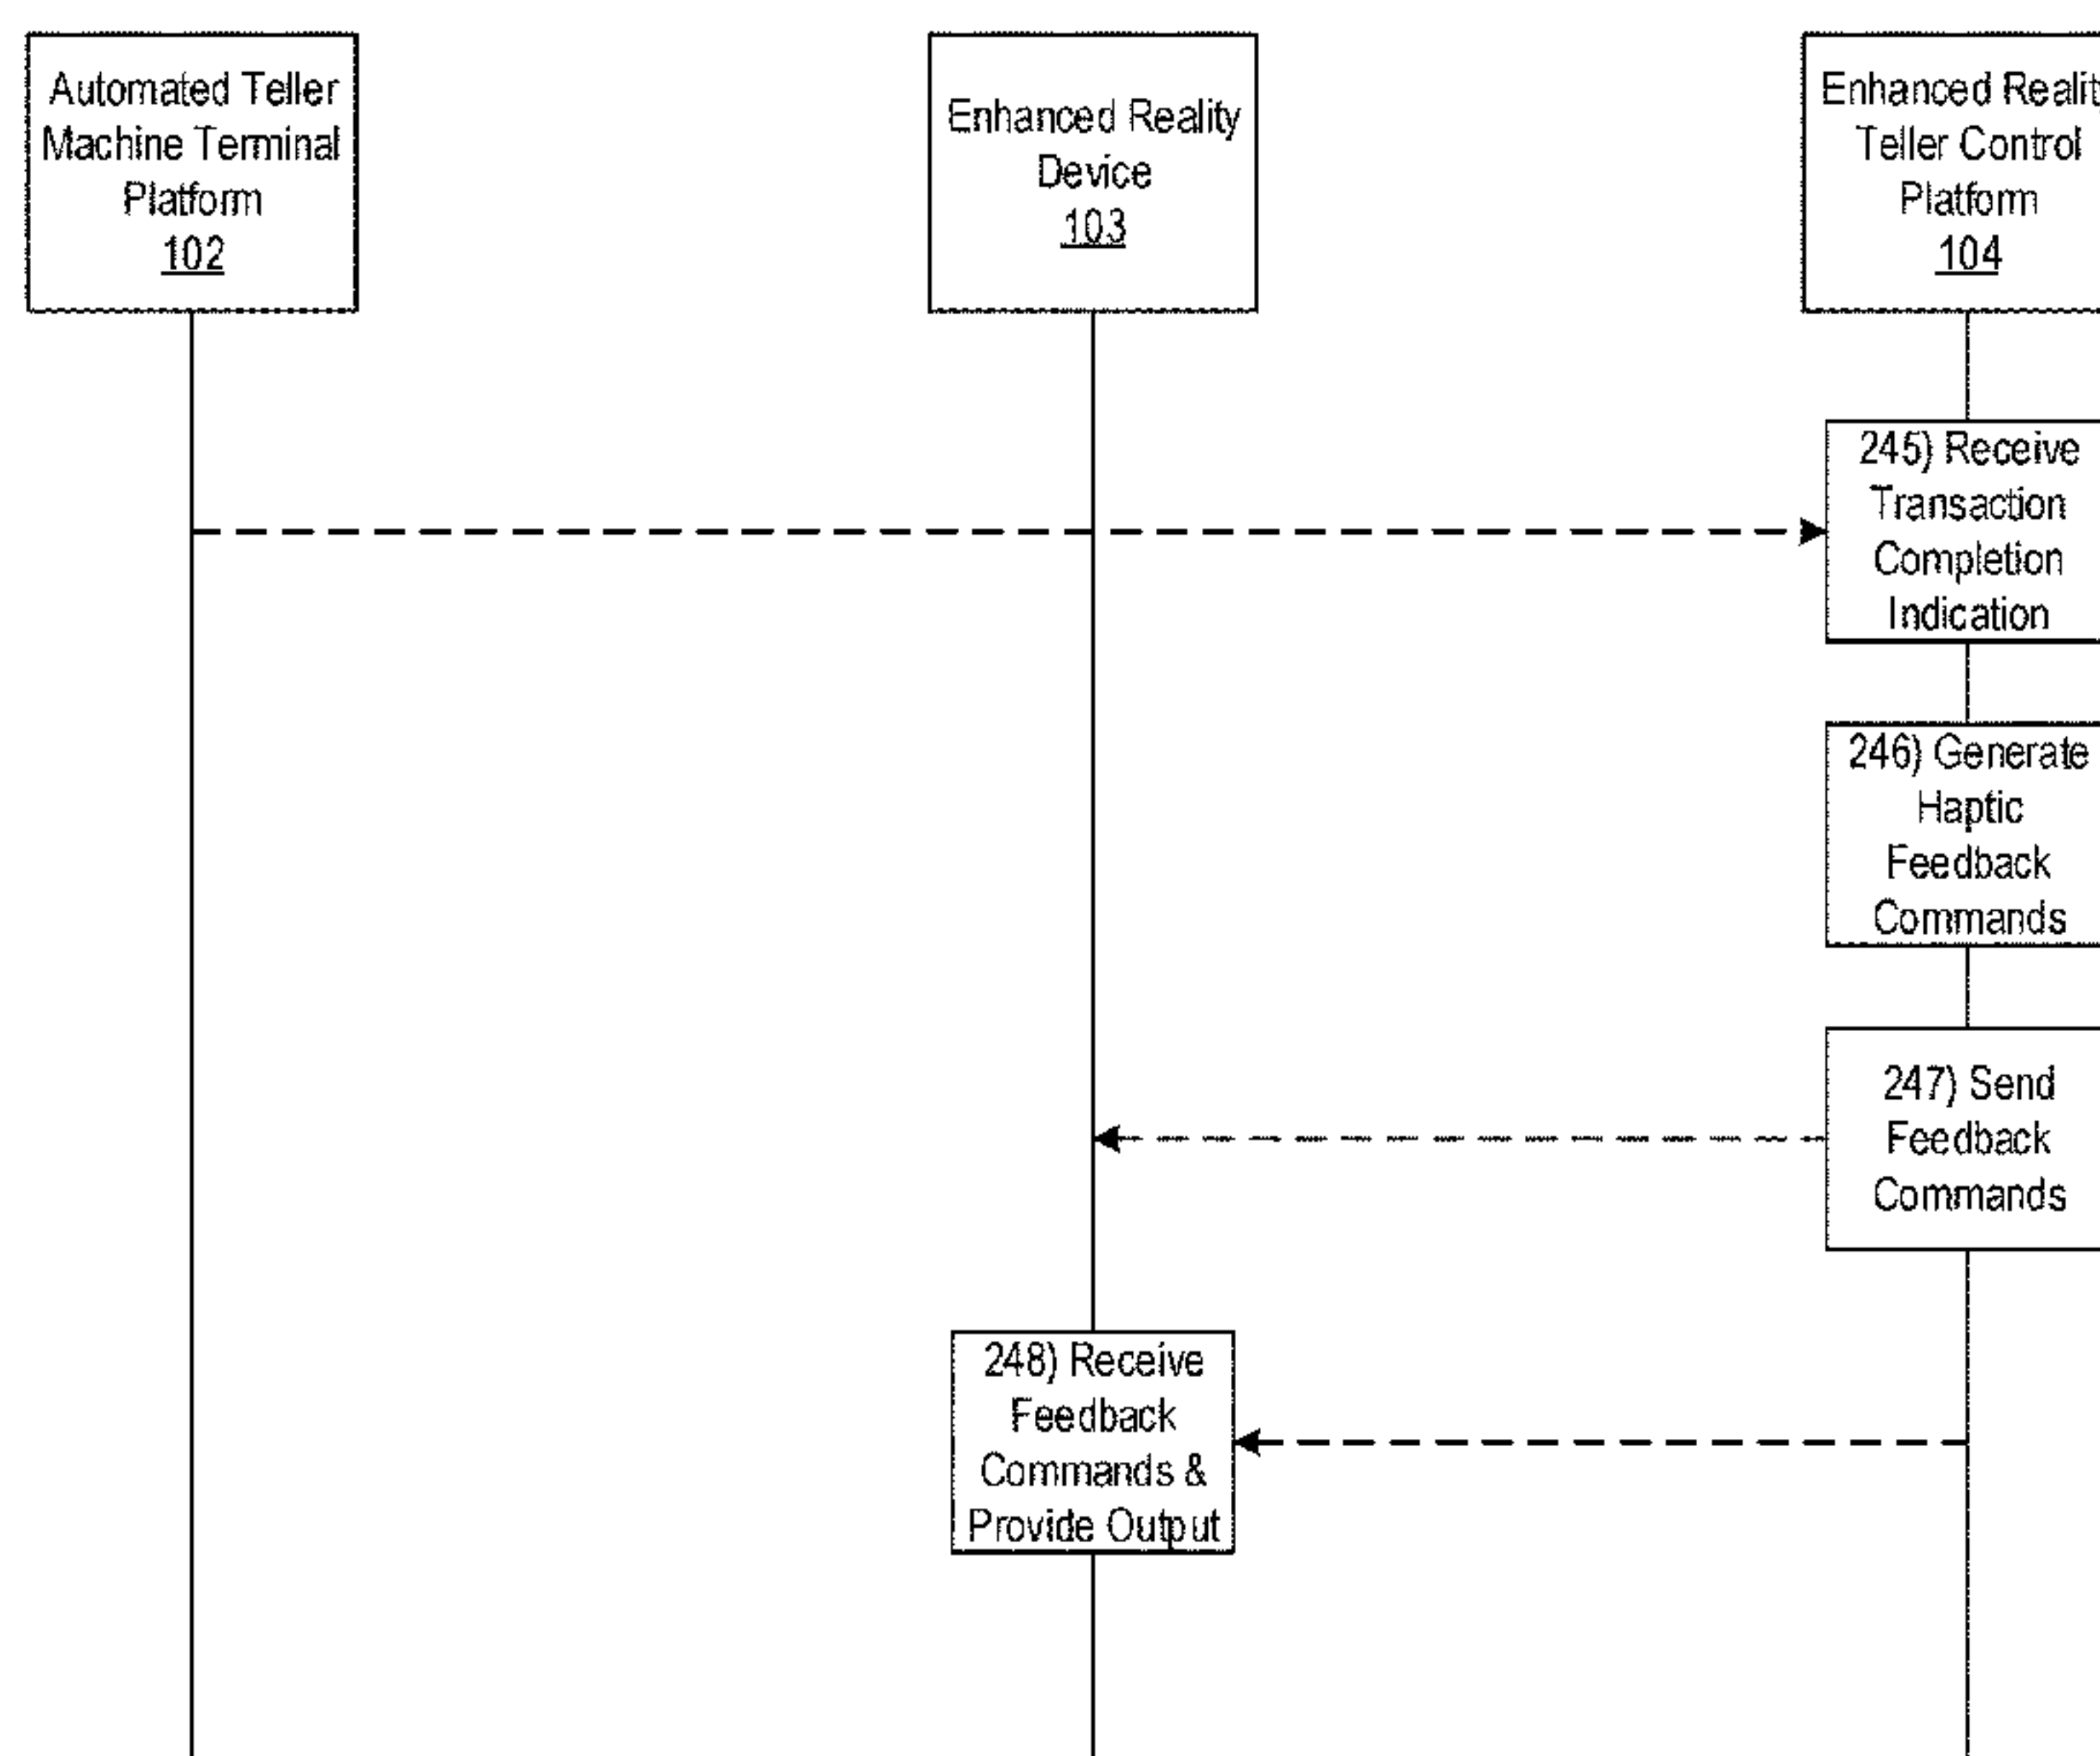 Automated Teller
Machine Terminal
Platform
102
Enhanced Reality
Device
103
Enhanced Realit
Teller Control
Platform
104
245) Receive
Transaction
Completion
Indication
246) Generate
Haptic
Feedback
Commands
247) Send
Feedback
Commands
248) Receive
Feedback
Commands &
Provide Output